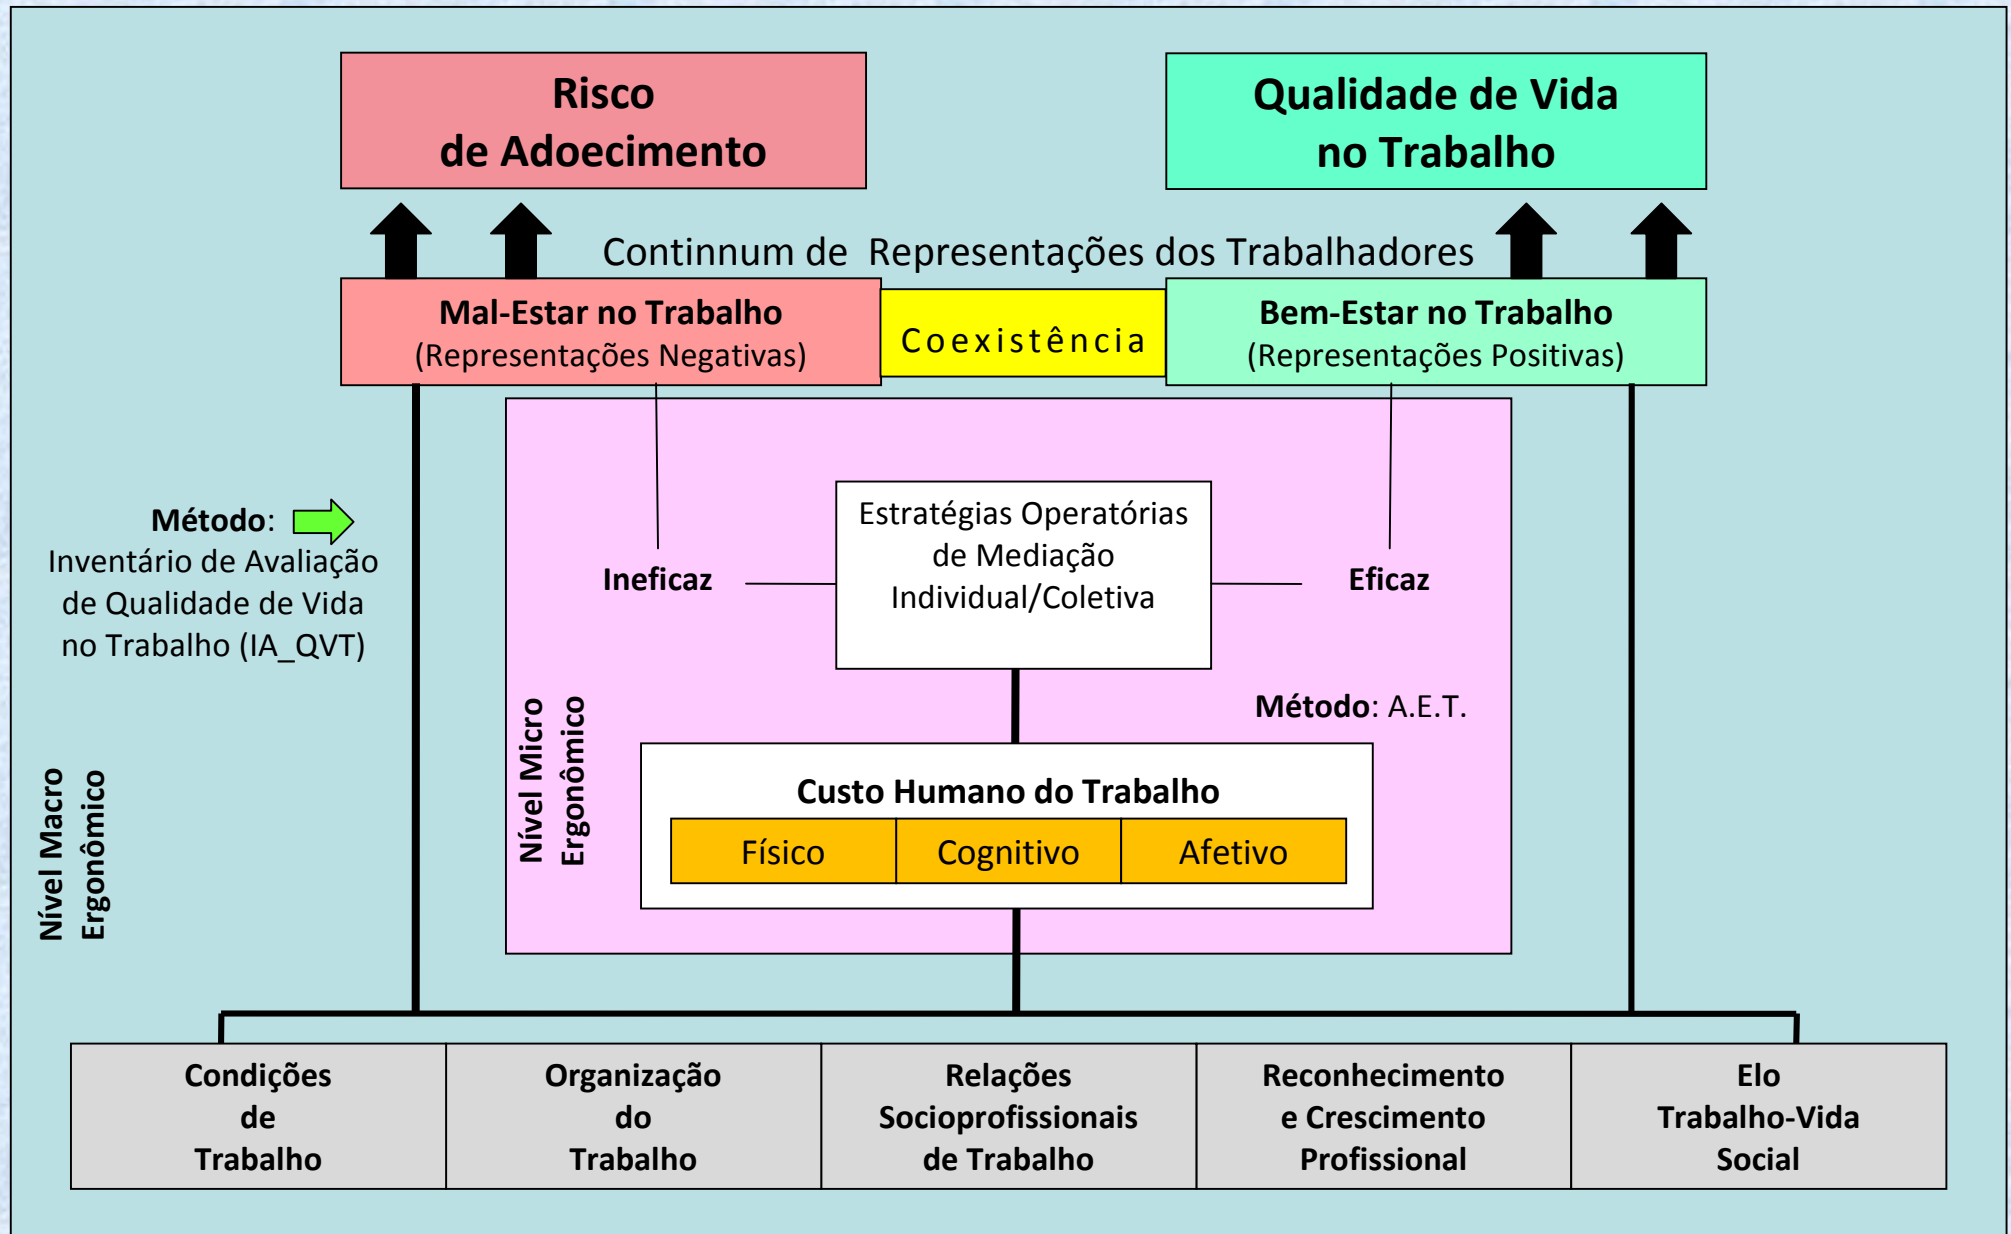 Risco
de Adoecimento
Qualidade de Vida
no Trabalho
Continnum de Representações dos Trabalhadores
Mal-Estar no Trabalho
(Representações Negativas)
Coexistência
Bem-Estar no Trabalho
(Representações Positivas)
Método:
Inventário de Avaliação
de Qualidade de Vida
no Trabalho (IA_QVT)
Ineficaz
Estratégias Operatórias
de Mediação
Individual/Coletiva
Eficaz
Método: A.E.T.
Nível Micro
Ergonômico
Custo Humano do Trabalho
Físico
Cognitivo
Afetivo
Nível Macro
Ergonômico
Condições
de
Trabalho
Organização
do
Trabalho
Relações
Socioprofissionais
de Trabalho
Reconhecimento
e Crescimento
Profissional
Elo
Trabalho-Vida
Social